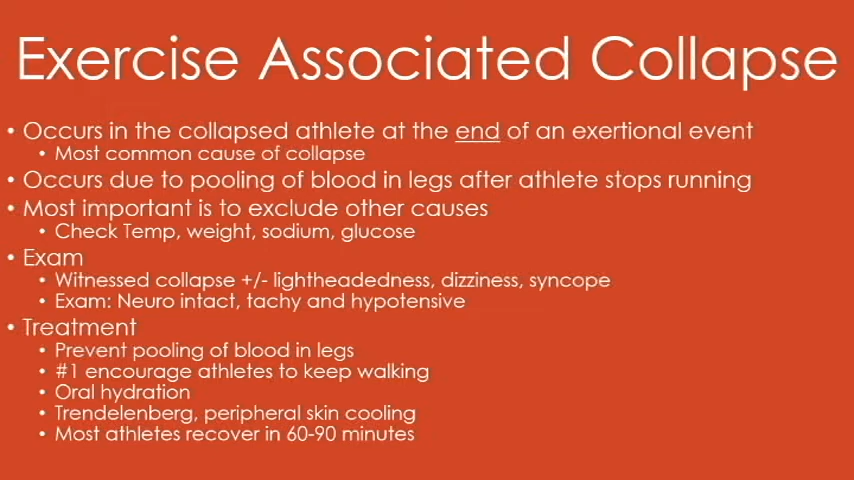 Exercise Associated Collapse
• Occurs in the collapsed athlete at the end of an exertional event
• Most common cause of collapse
• Occurs due to pooling of blood in legs after athlete stops running
• Most important is to exclude other causes
• Check Temp, weight, sodium, glucose
• Exam
• Witnessed collapse +/- lightheadedness, dizziness, syncope
• Exam: Neuro intact, tachy and hypotensive
• Treatment
• Prevent pooling of blood in legs
• #1 encourage athletes to keep walking
• Oral hydration
• Trendelenberg, peripheral skin cooling
• Most athletes recover in 60-90 minutes